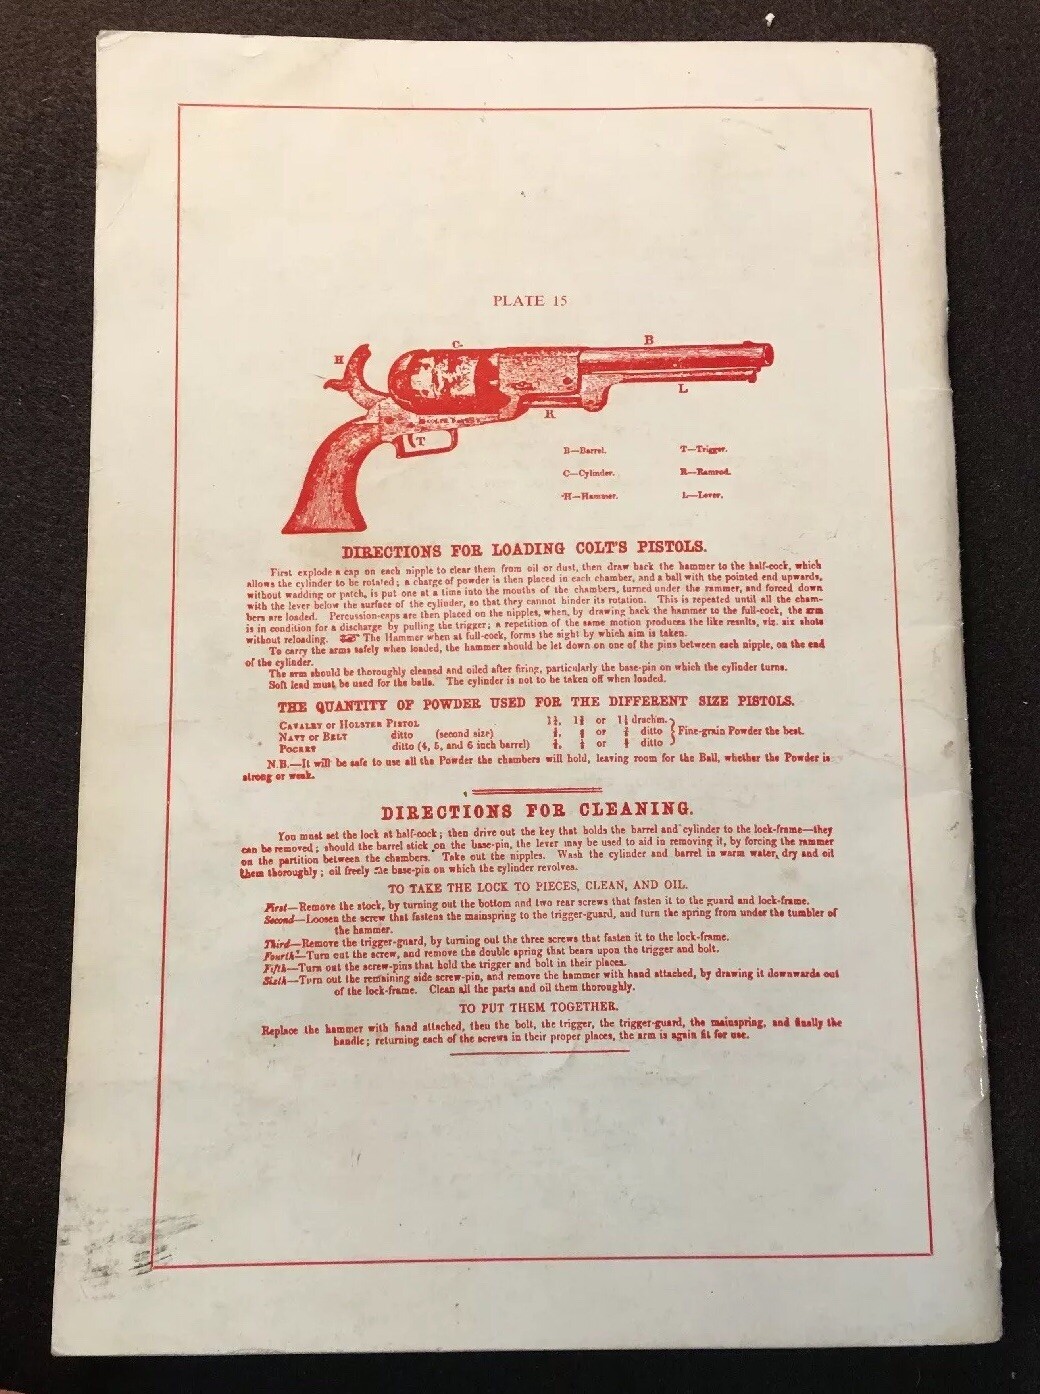 PLATE 15
H
C
B
L
R
T
B—Barrel. T—Trigger.
C—Cylinder. R—Ramrod.
H—Hammer. L—Lever.
DIRECTIONS FOR LOADING COLT'S PISTOLS.
First explode a cap on each nipple to clear them from oil or dust, then draw back the hammer to the half-cock, which
allows the cylinder to be rotated; a charge of powder is then placed in each chamber, and a ball with the pointed end upwards,
without wadding or patch, is put one at a time into the mouths of the chambers, turned under the rammer, and forced down
with the lever below the surface of the cylinder, so that they cannot hinder its rotation. This is repeated until all the cham-
bers are loaded. Percussion-caps are then placed on the nipples, when, by drawing back the hammer to the full-cock, the arm
is in condition for a discharge by pulling the trigger; a repetition of the same motion produces the like results, viz. six shots
without reloading. ☞ The Hammer when at full-cock, forms the sight by which aim is taken.
To carry the arms safely when loaded, the hammer should be let down on one of the pins between each nipple, on the end
of the cylinder.
The arm should be thoroughly cleaned and oiled after firing, particularly the base-pin on which the cylinder turns.
Soft lead must be used for the balls. The cylinder is not to be taken off when loaded.
THE QUANTITY OF POWDER USED FOR THE DIFFERENT SIZE PISTOLS.
CAVALRY OR HOLSTER PISTOL or drachm.
NAVY OR BELT ditto (second size) or ditto Fine-grain Powder the best.
POCKET ditto (4, 5, and 6 inch barrel) or ditto
N.B.—It will be safe to use all the Powder the chambers will hold, leaving room for the Ball, whether the Powder is
strong or weak.
DIRECTIONS FOR CLEANING.
You must set the lock at half-cock; then drive out the key that holds the barrel and cylinder to the lock-frame—they
can be removed; should the barrel stick on the base-pin, the lever may be used to aid in removing it, by forcing the rammer
on the partition between the chambers. Take out the nipples. Wash the cylinder and barrel in warm water, dry and oil
them thoroughly; oil freely the base-pin on which the cylinder revolves.
TO TAKE THE LOCK TO PIECES, CLEAN, AND OIL.
First—Remove the stock, by turning out the bottom and two rear screws that fasten it to the guard and lock-frame.
Second—Loosen the screw that fastens the mainspring to the trigger-guard, and turn the spring from under the tumbler of
the hammer.
Third—Remove the trigger-guard, by turning out the three screws that fasten it to the lock-frame.
Fourth—Turn out the screw, and remove the double spring that bears upon the trigger and bolt.
Fifth—Turn out the screw-pins that hold the trigger and bolt in their places.
Sixth—Turn out the remaining side screw-pin, and remove the hammer with hand attached, by drawing it downwards out
of the lock-frame. Clean all the parts and oil them thoroughly.
TO PUT THEM TOGETHER.
Replace the hammer with hand attached, then the bolt, the trigger, the trigger-guard, the mainspring, and finally the
handle; returning each of the screws in their proper places, the arm is again fit for use.